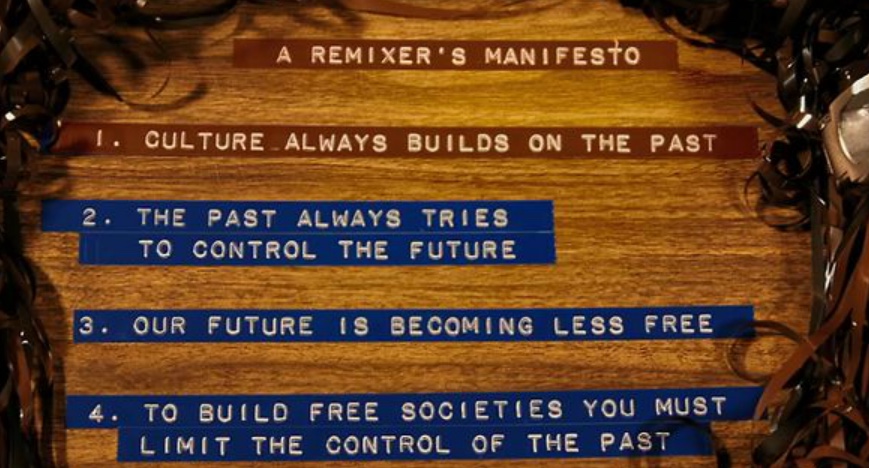 A REMIXER'S MANIFESTO
1. CULTURE ALWAYS BUILDS ON THE PAST
2. THE PAST ALWAYS TRIES
TO CONTROL THE FUTURE
3. OUR FUTURE IS BECOMING LESS FREE
4. TO BUILD FREE SOCIETIES YOU MUST
LIMIT THE CONTROL OF THE PAST